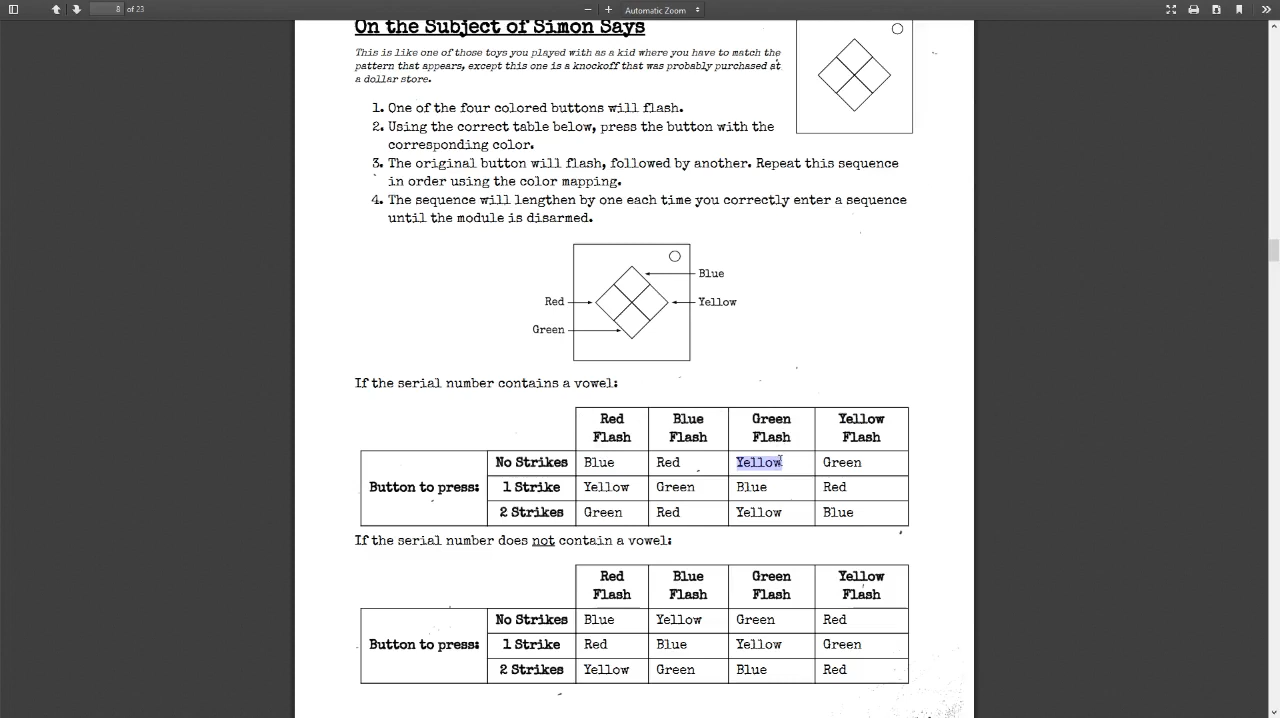 8 of 23
Automatic Zoom
On the Subject of Simon Says
This is like one of those toys you played with as a kid where you have to match the
pattern that appears, except this one is a knockoff that was probably purchased at
a dollar store.
1. One of the four colored buttons will flash.
2. Using the correct table below, press the button with the
corresponding color.
3. The original button will flash, followed by another. Repeat this sequence
in order using the color mapping.
4. The sequence will lengthen by one each time you correctly enter a sequence
until the module is disarmed.
Blue
Red
Yellow
Green
If the serial number contains a vowel:
Red Flash Blue Flash Green Flash Yellow Flash
Button to press:
No Strikes Blue Red Yellow Green
1 Strike Yellow Green Blue Red
2 Strikes Green Red Yellow Blue
If the serial number does not contain a vowel:
Red Flash Blue Flash Green Flash Yellow Flash
Button to press:
No Strikes Blue Yellow Green Red
1 Strike Red Blue Yellow Green
2 Strikes Yellow Green Blue Red